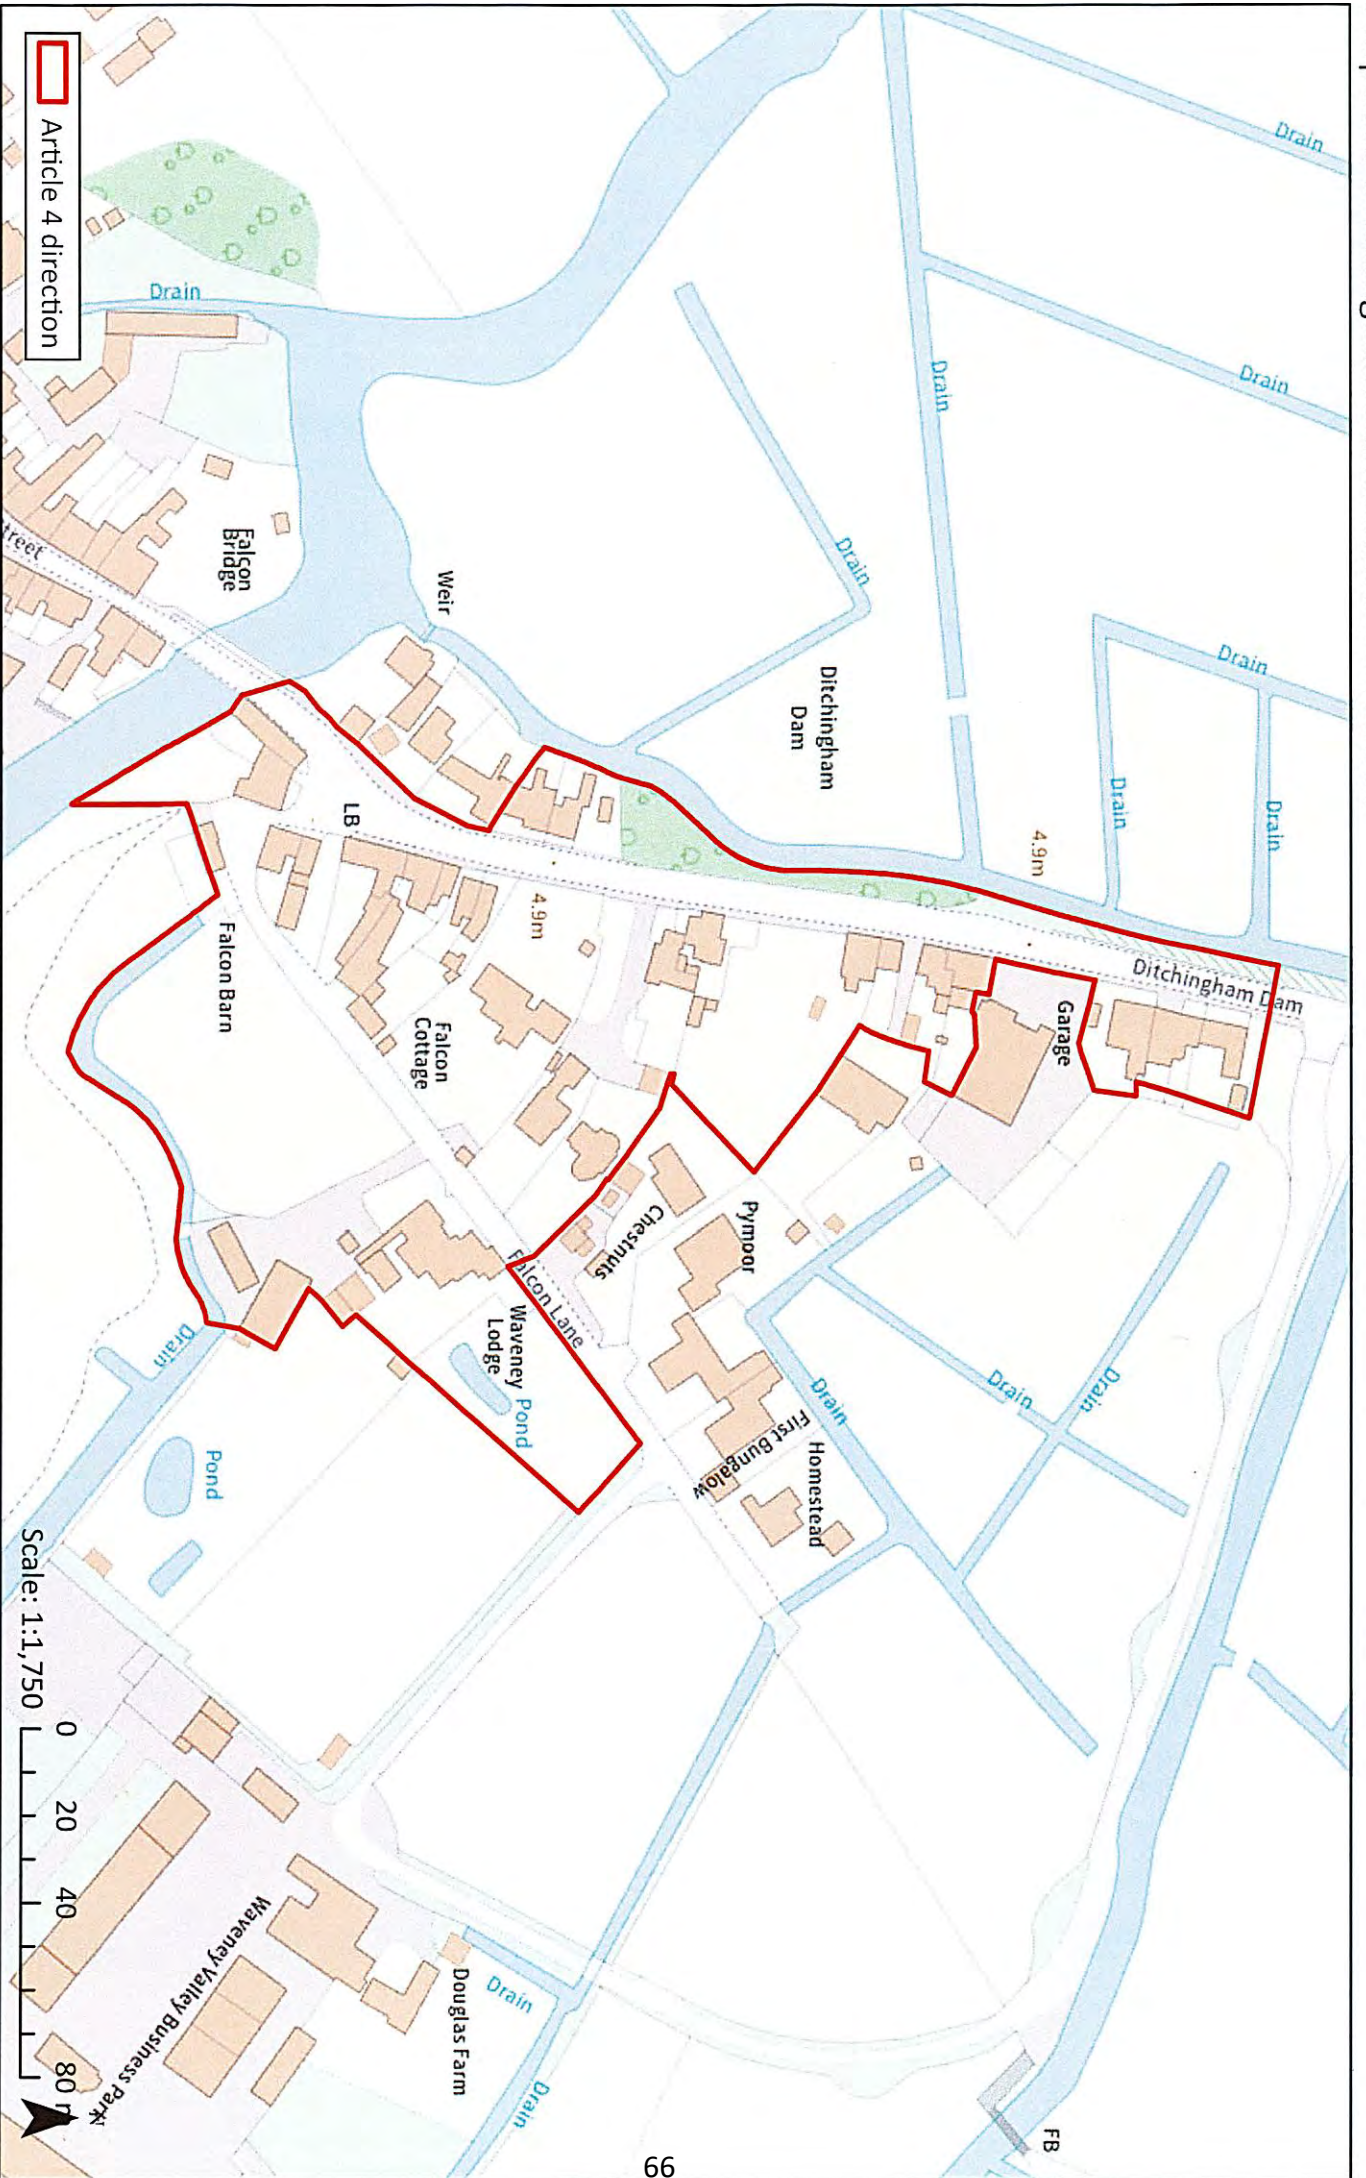 Drain
Drain
Drain
Drain
Drain
Drain
Drain
Drain
4.9m
Ditchingham
Dam
Ditchingham Dam
Garage
Weir
Falcon
Bridge
treet
LB
4.9m
Falcon
Cottage
Falcon Barn
Chestnuts
Pymoor
Falcon Lane
Waveney
Lodge
Pond
First Bungalow
Homestead
Drain
Drain
Drain
Drain
Pond
Drain
Drain
Douglas Farm
Waveney Valley Business Park
FB
Article 4 direction
Scale: 1:1,750
0 20 40 80
N
66